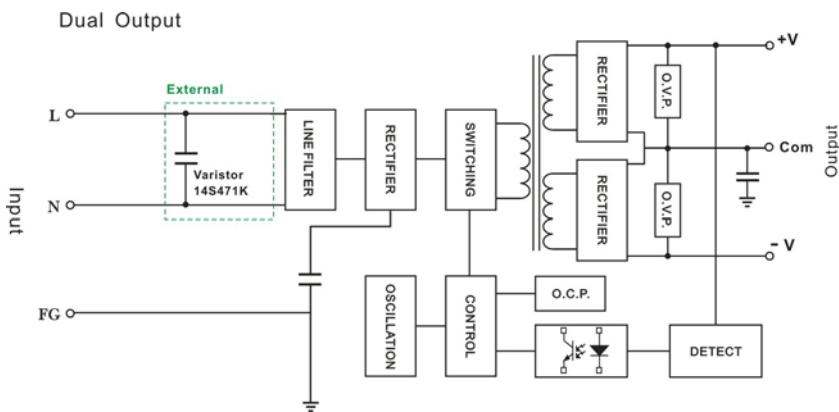 Dual Output
External
L
N
FG
Input
Varistor
14S471K
LINE FILTER
RECTIFIER
SWITCHING
RECTIFIER
RECTIFIER
O.V.P.
O.V.P.
+V
Com
- V
Output
OSCILLATION
CONTROL
O.C.P.
DETECT